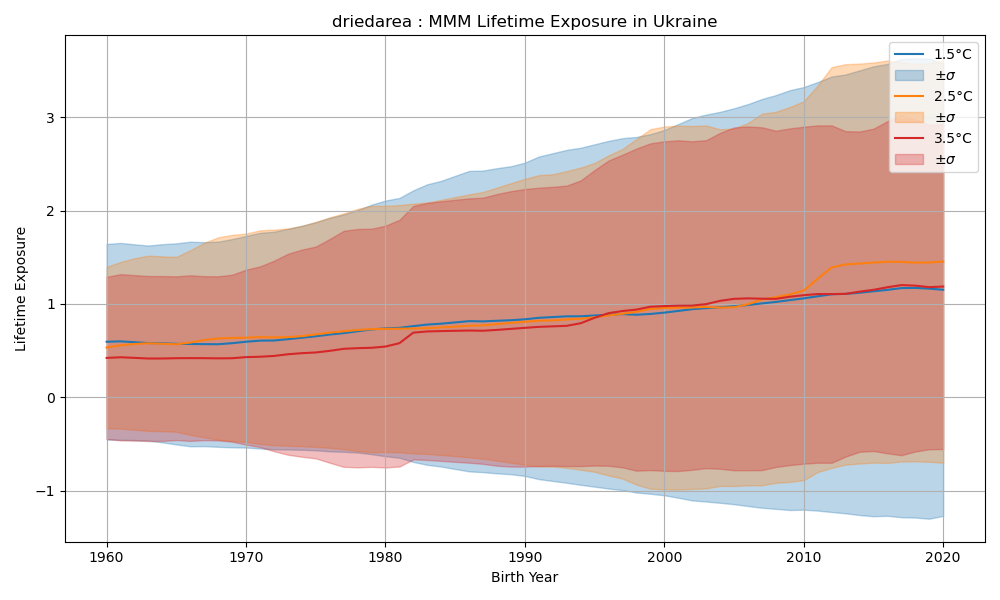 driedarea : MMM Lifetime Exposure in Ukraine
Lifetime Exposure
3
2
1
0
−1
1960 1970 1980 1990 2000 2010 2020
Birth Year
1.5°C
±σ
2.5°C
±σ
3.5°C
±σ